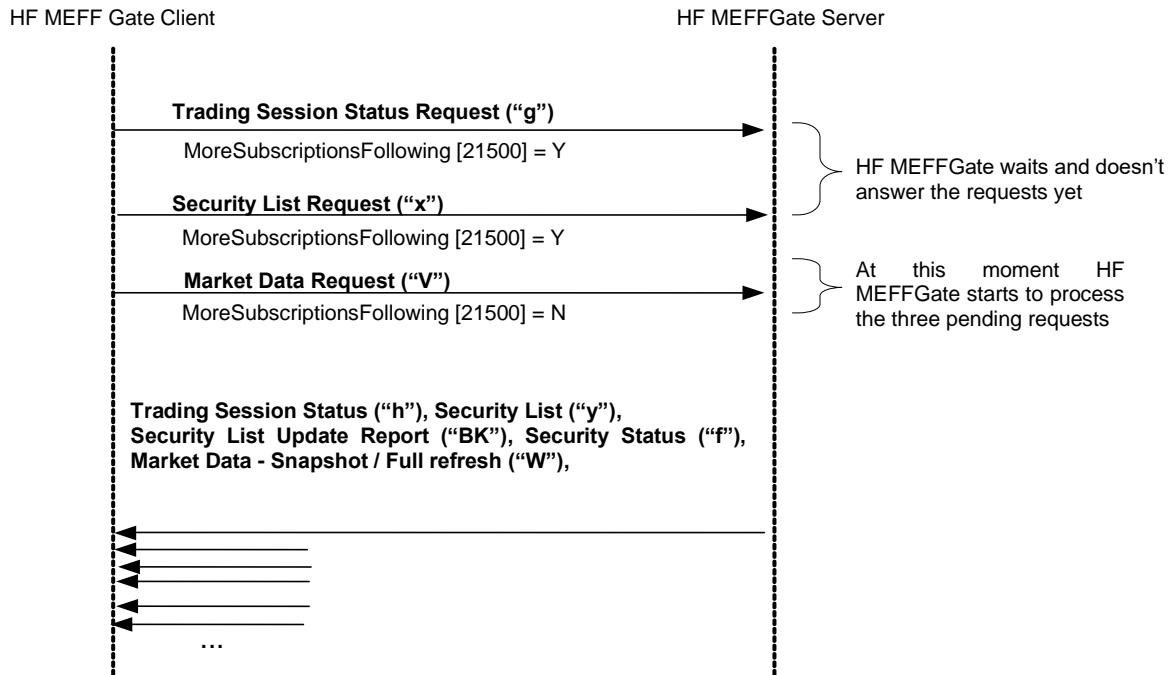 HF MEFF Gate Client
HF MEFFGate Server
Trading Session Status Request (“g”)
MoreSubscriptionsFollowing [21500] = Y
HF MEFFGate waits and doesn’t
answer the requests yet
Security List Request (“x”)
MoreSubscriptionsFollowing [21500] = Y
Market Data Request (“V”)
MoreSubscriptionsFollowing [21500] = N
At this moment HF
MEFFGate starts to process
the three pending requests
Trading Session Status (“h”), Security List (“y”),
Security List Update Report (“BK”), Security Status (“f”),
Market Data - Snapshot / Full refresh (“W”),
...